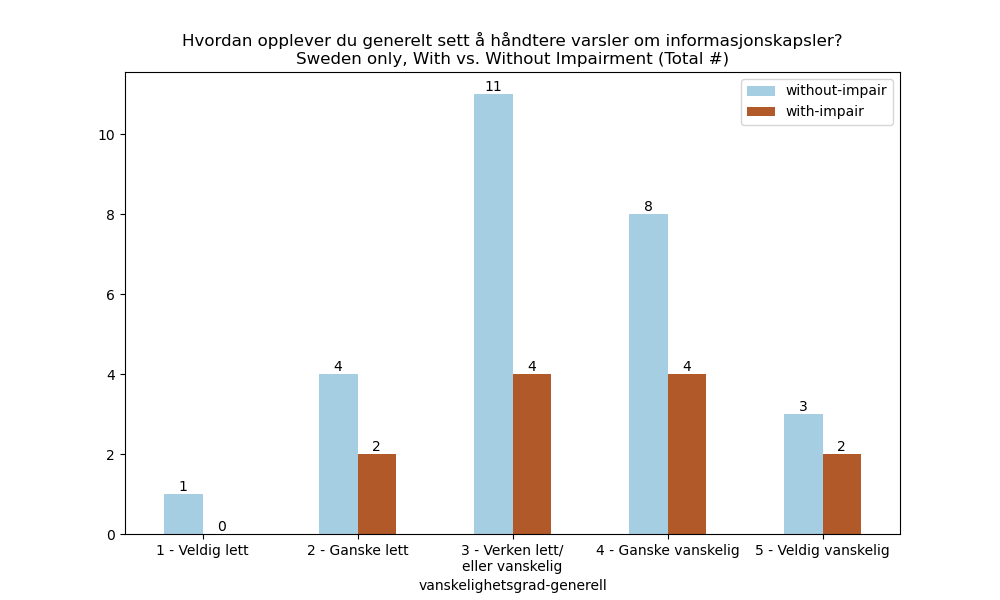 Hvordan opplever du generelt sett å håndtere varsler om informasjonskapsler?
Sweden only, With vs. Without Impairment (Total #)
without-impair
with-impair
10
8
6
4
2
0
1
0
4
2
11
4
8
4
3
2
1 - Veldig lett
2 - Ganske lett
3 - Verken lett/
eller vanskelig
4 - Ganske vanskelig
5 - Veldig vanskelig
vanskelighetsgrad-generell